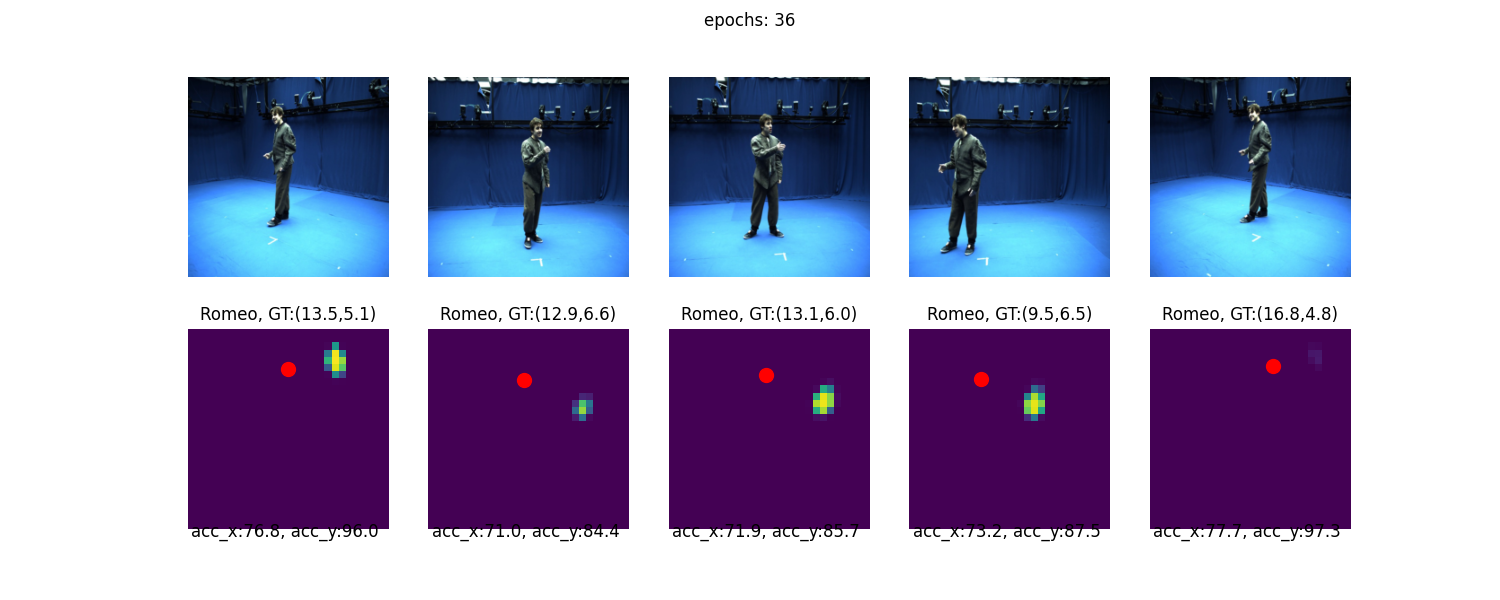 epochs: 36
Romeo, GT:(13.5,5.1)
Romeo, GT:(12.9,6.6)
Romeo, GT:(13.1,6.0)
Romeo, GT:(9.5,6.5)
Romeo, GT:(16.8,4.8)
acc_x:76.8, acc_y:96.0
acc_x:71.0, acc_y:84.4
acc_x:71.9, acc_y:85.7
acc_x:73.2, acc_y:87.5
acc_x:77.7, acc_y:97.3